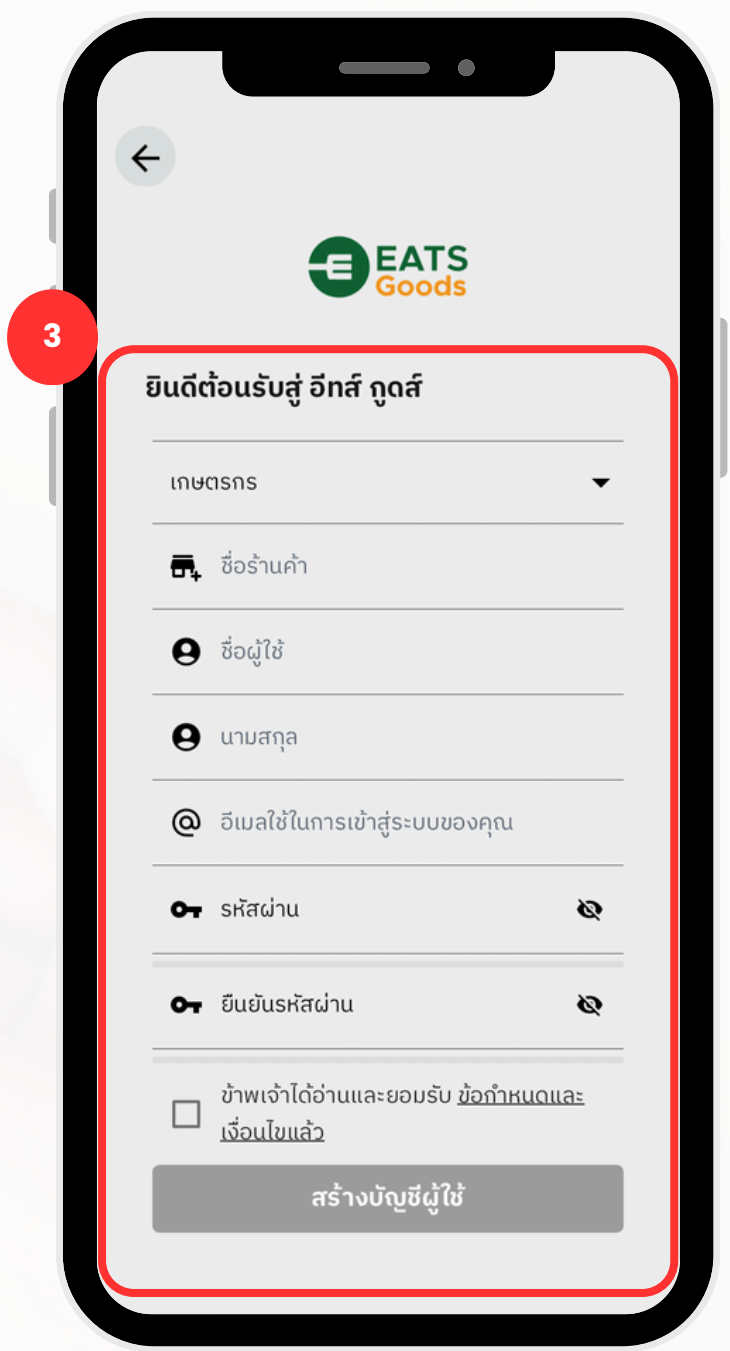 EATS
Goods
3
ยินดีต้อนรับสู่ อีทส์ กูดส์
เกษตรกร
ชื่อร้านค้า
ชื่อผู้ใช้
นามสกุล
อีเมลใช้ในการเข้าสู่ระบบของคุณ
รหัสผ่าน
ยืนยันรหัสผ่าน
ข้าพเจ้าได้อ่านและยอมรับ ข้อกำหนดและ
เงื่อนไขแล้ว
สร้างบัญชีผู้ใช้